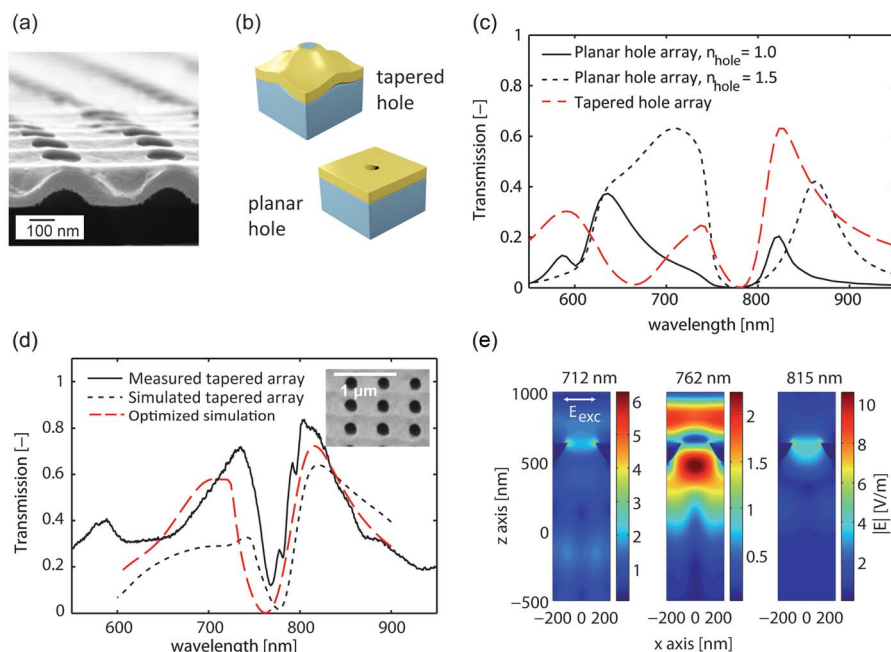 (a)
100 nm
(b)
tapered
hole
planar
hole
(c)
Planar hole array, nhole= 1.0
Planar hole array, nhole= 1.5
Tapered hole array
Transmission [–]
1
0.8
0.6
0.4
0.2
0
600
700
800
900
wavelength [nm]
(d)
Measured tapered array
Simulated tapered array
Optimized simulation
1 µm
Transmission [–]
1
0.8
0.6
0.4
0.2
0
600
700
800
900
wavelength [nm]
(e)
712 nm
762 nm
815 nm
Eexc
z axis [nm]
1000
500
0
−500
6
5
4
3
2
1
2
1.5
1
0.5
10
8
6
4
2
|E| [V/m]
−200 0 200
−200 0 200
−200 0 200
x axis [nm]